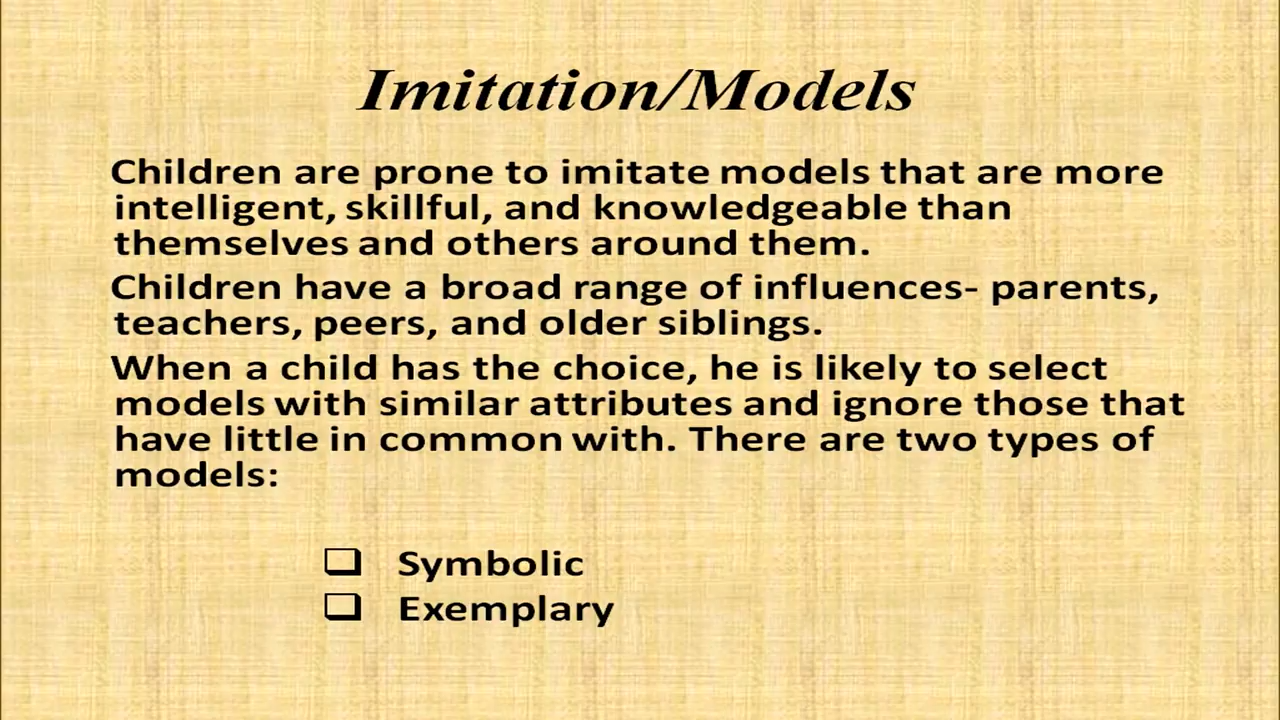 Imitation/Models
Children are prone to imitate models that are more
intelligent, skillful, and knowledgeable than
themselves and others around them.
Children have a broad range of influences- parents,
teachers, peers, and older siblings.
When a child has the choice, he is likely to select
models with similar attributes and ignore those that
have little in common with. There are two types of
models:
❑ Symbolic
❑ Exemplary